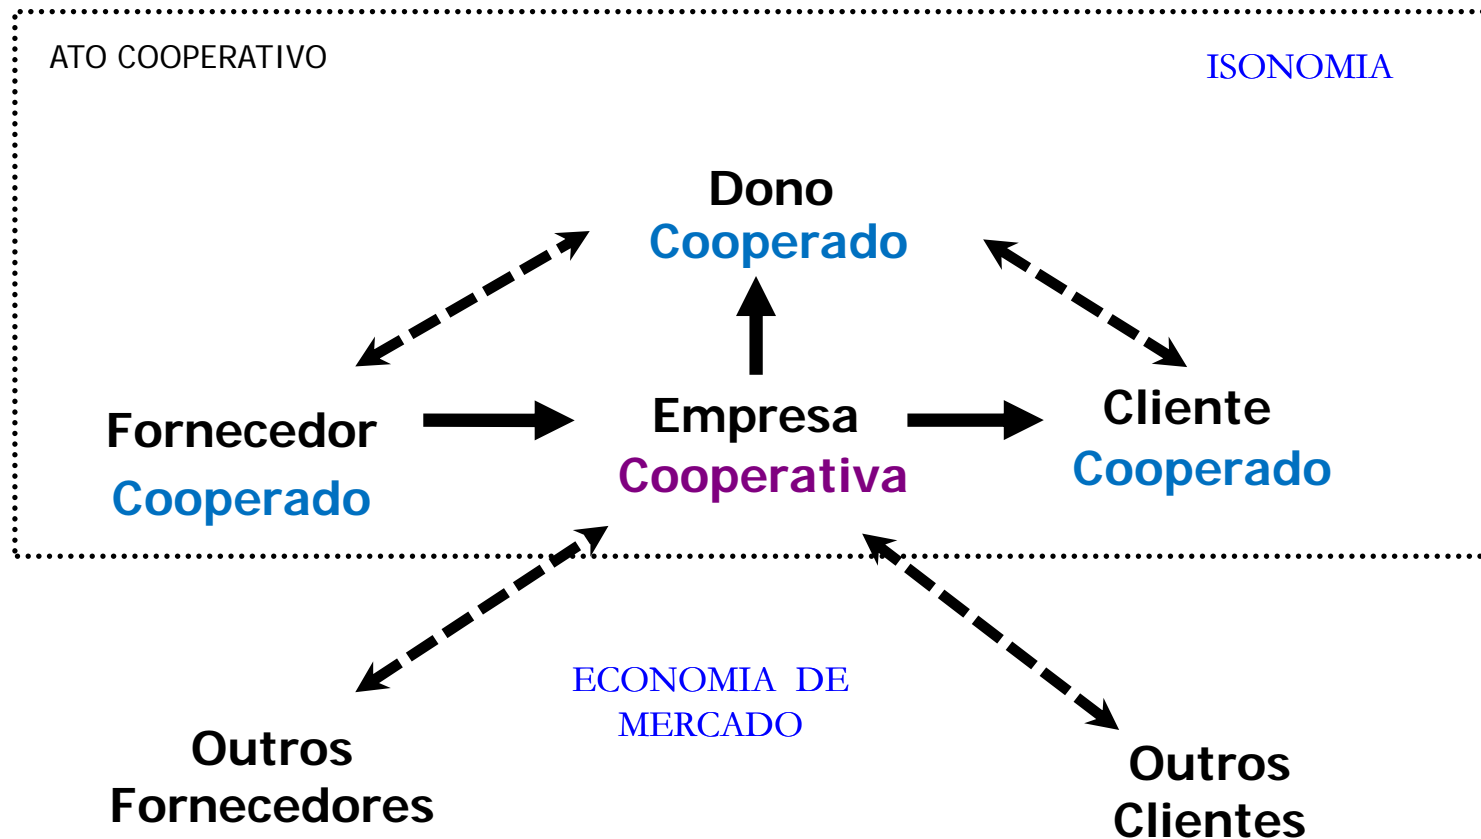 ATO COOPERATIVO
ISONOMIA
Dono
Cooperado
Fornecedor
Cooperado
Empresa
Cooperativa
Cliente
Cooperado
ECONOMIA DE
MERCADO
Outros
Fornecedores
Outros
Clientes